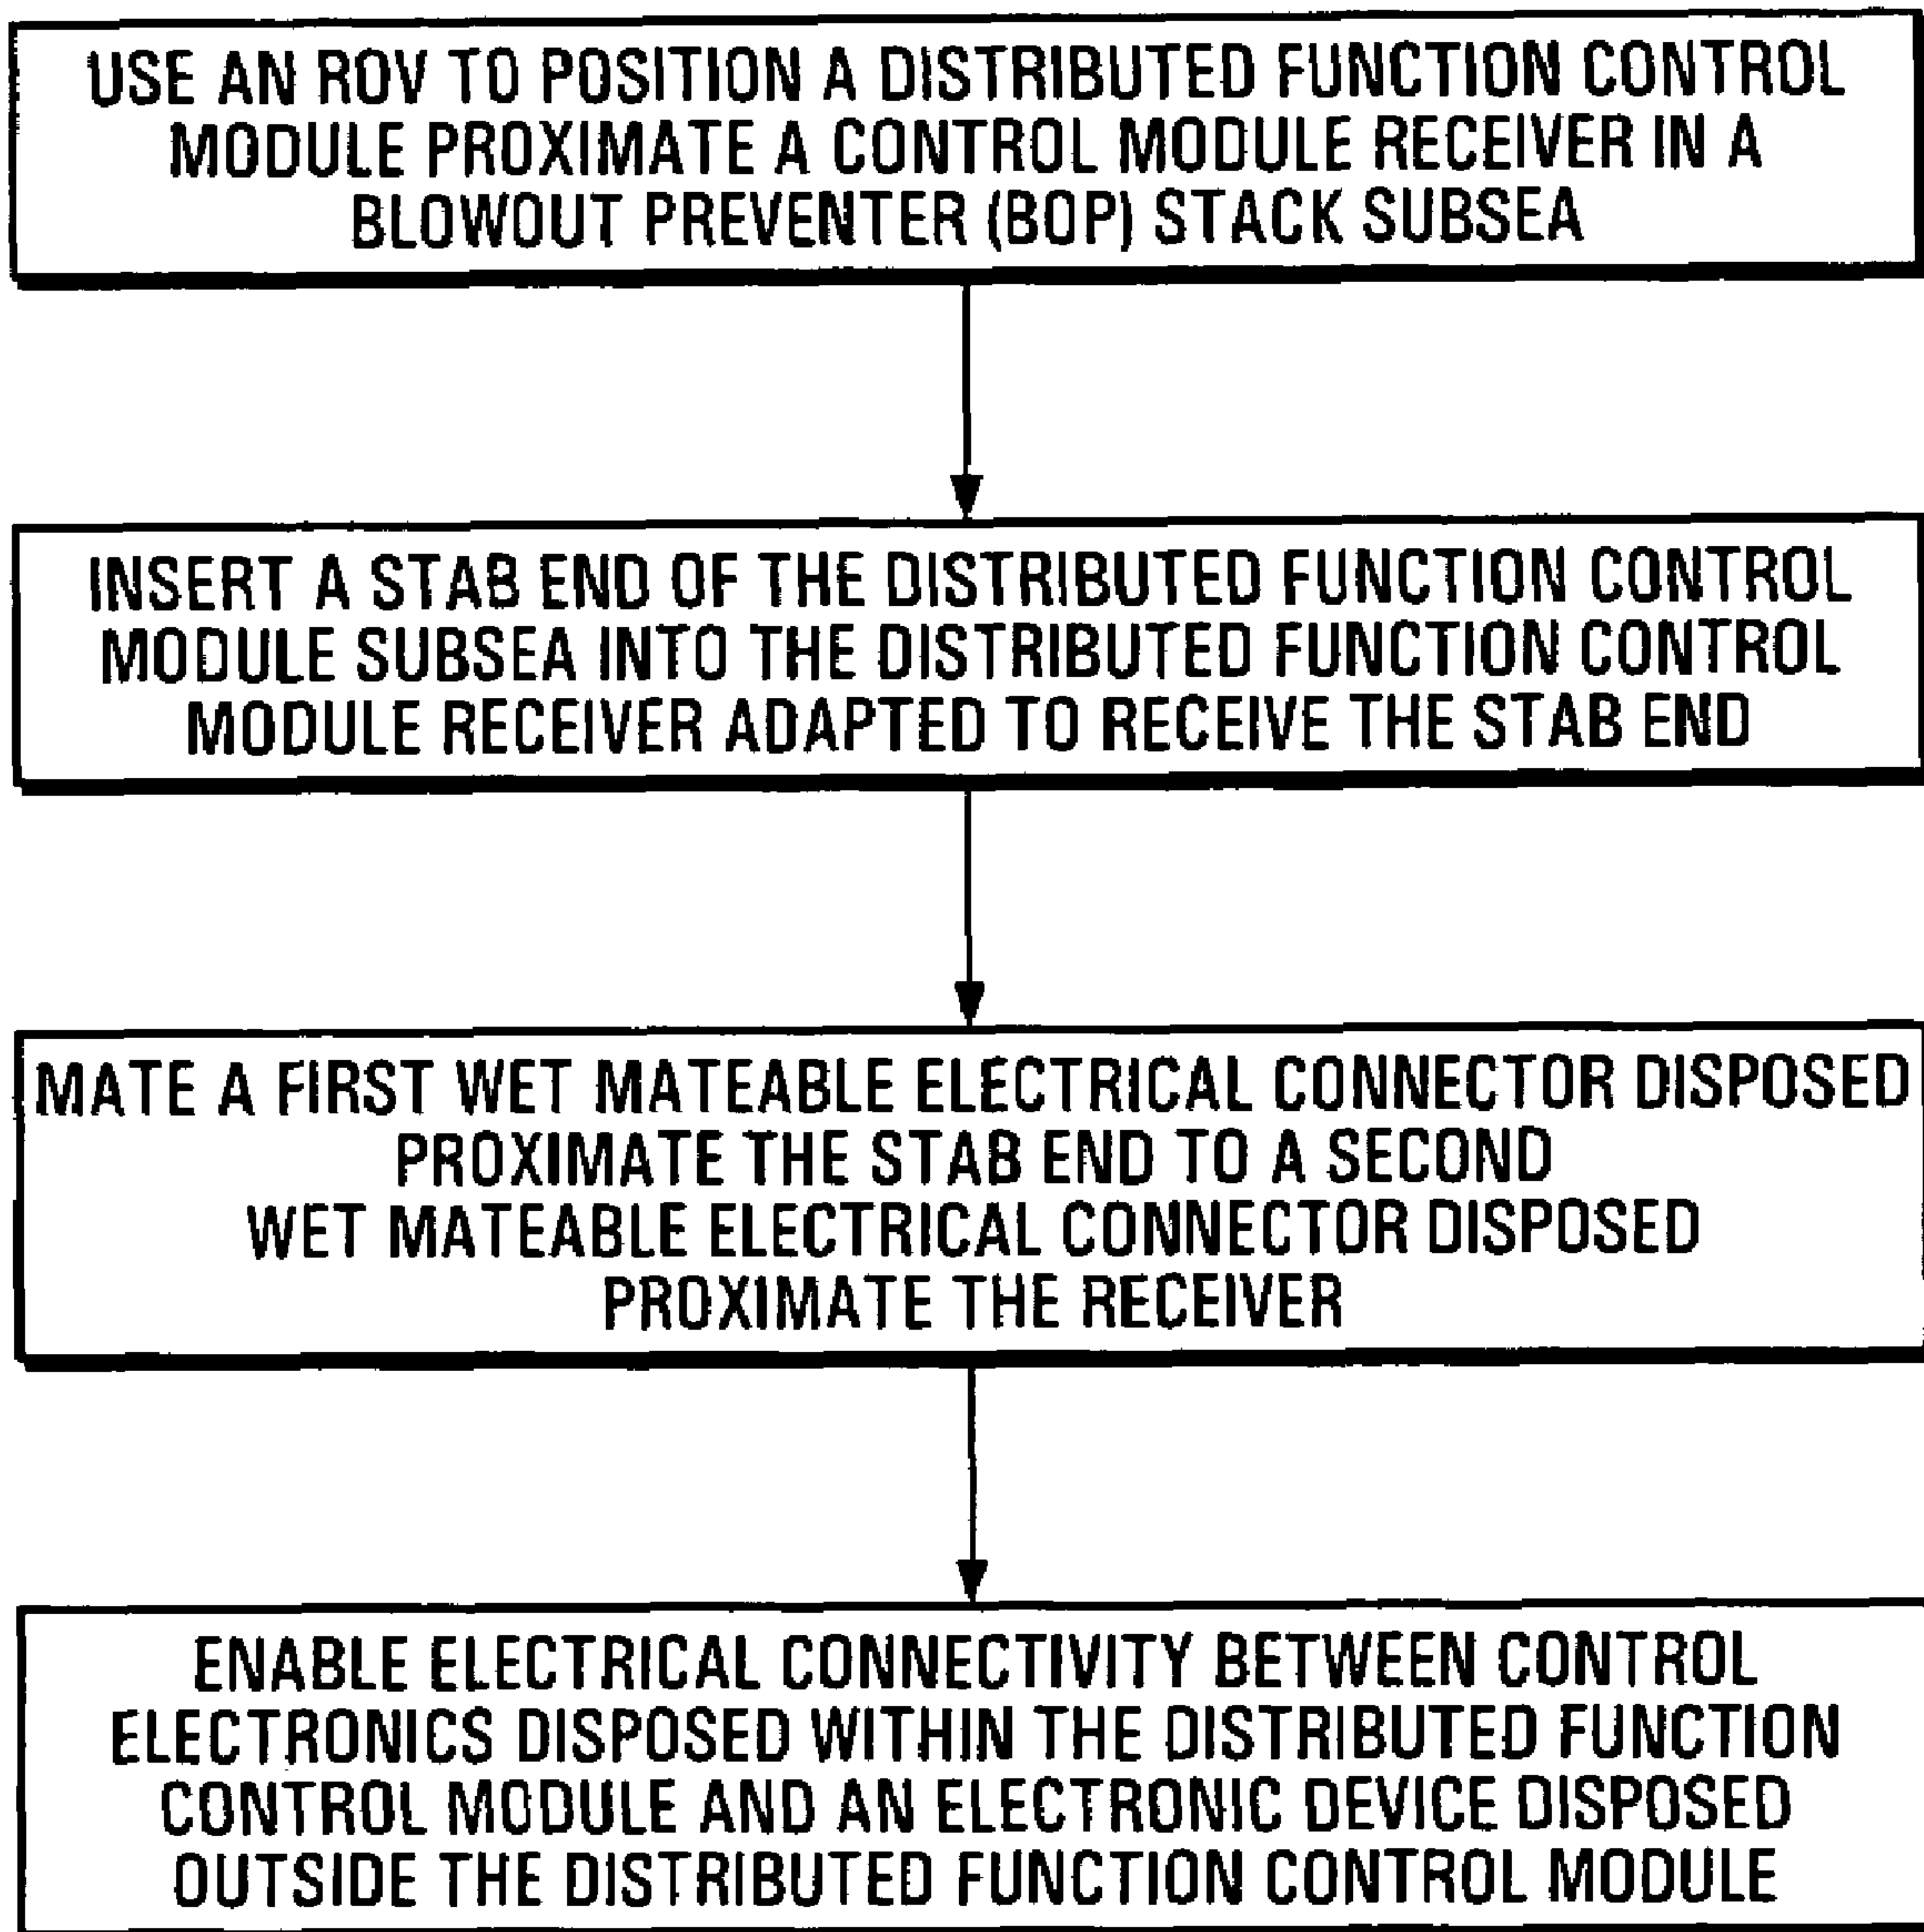 USE AN ROV TO POSITION A DISTRIBUTED FUNCTION CONTROL
MODULE PROXIMATE A CONTROL MODULE RECEIVER IN A
BLOWOUT PREVENTER (BOP) STACK SUBSEA
INSERT A STAB END OF THE DISTRIBUTED FUNCTION CONTROL
MODULE SUBSEA INTO THE DISTRIBUTED FUNCTION CONTROL
MODULE RECEIVER ADAPTED TO RECEIVE THE STAB END
MATE A FIRST WET MATEABLE ELECTRICAL CONNECTOR DISPOSED
PROXIMATE THE STAB END TO A SECOND
WET MATEABLE ELECTRICAL CONNECTOR DISPOSED
PROXIMATE THE RECEIVER
ENABLE ELECTRICAL CONNECTIVITY BETWEEN CONTROL
ELECTRONICS DISPOSED WITHIN THE DISTRIBUTED FUNCTION
CONTROL MODULE AND AN ELECTRONIC DEVICE DISPOSED
OUTSIDE THE DISTRIBUTED FUNCTION CONTROL MODULE